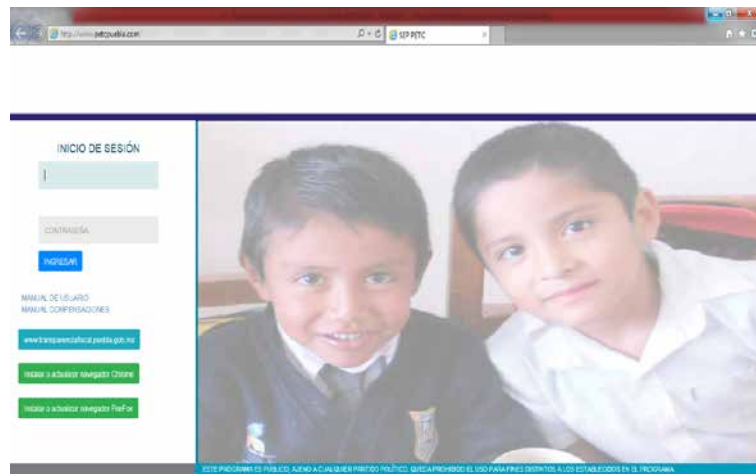 http://www.petcpuebla.com
SEP PETC
INICIO DE SESIÓN
CONTRASEÑA
INGRESAR
MANUAL DE USUARIO
MANUAL COMPENSACIONES
www.transparenciafiscal.puebla.gob.mx
Instalar o actualizar navegador Chrome
Instalar o actualizar navegador FireFox
ESTE PROGRAMA ES PÚBLICO, AJENO A CUALQUIER PARTIDO POLÍTICO. QUEDA PROHIBIDO EL USO PARA FINES DISTINTOS A LOS ESTABLECIDOS EN EL PROGRAMA